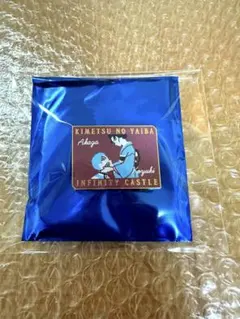 KIMETSU NO YAIBA
Akaza
Koyuki
INFINITY CASTLE